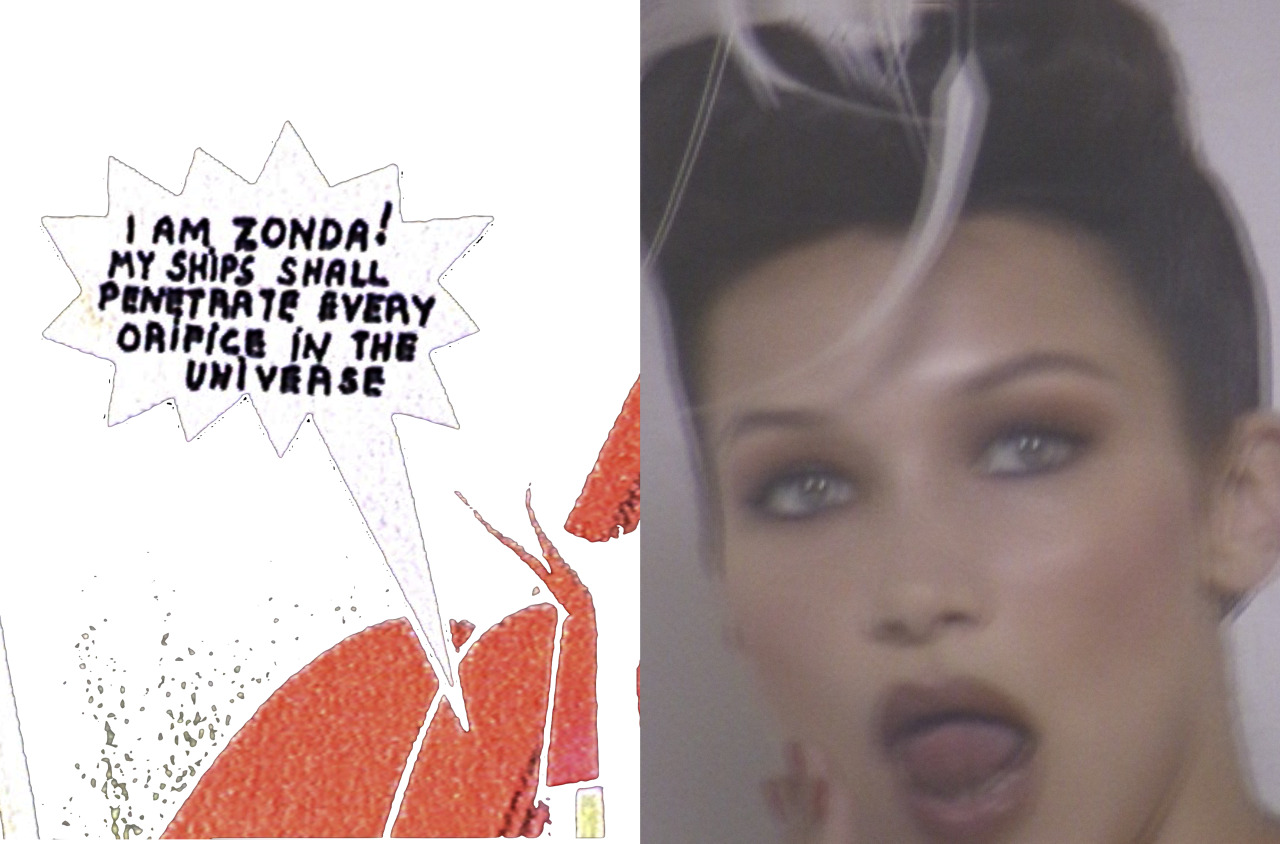 I AM ZONDA!
MY SHIPS SHALL
PENETRATE EVERY
ORIFICE IN THE
UNIVERSE